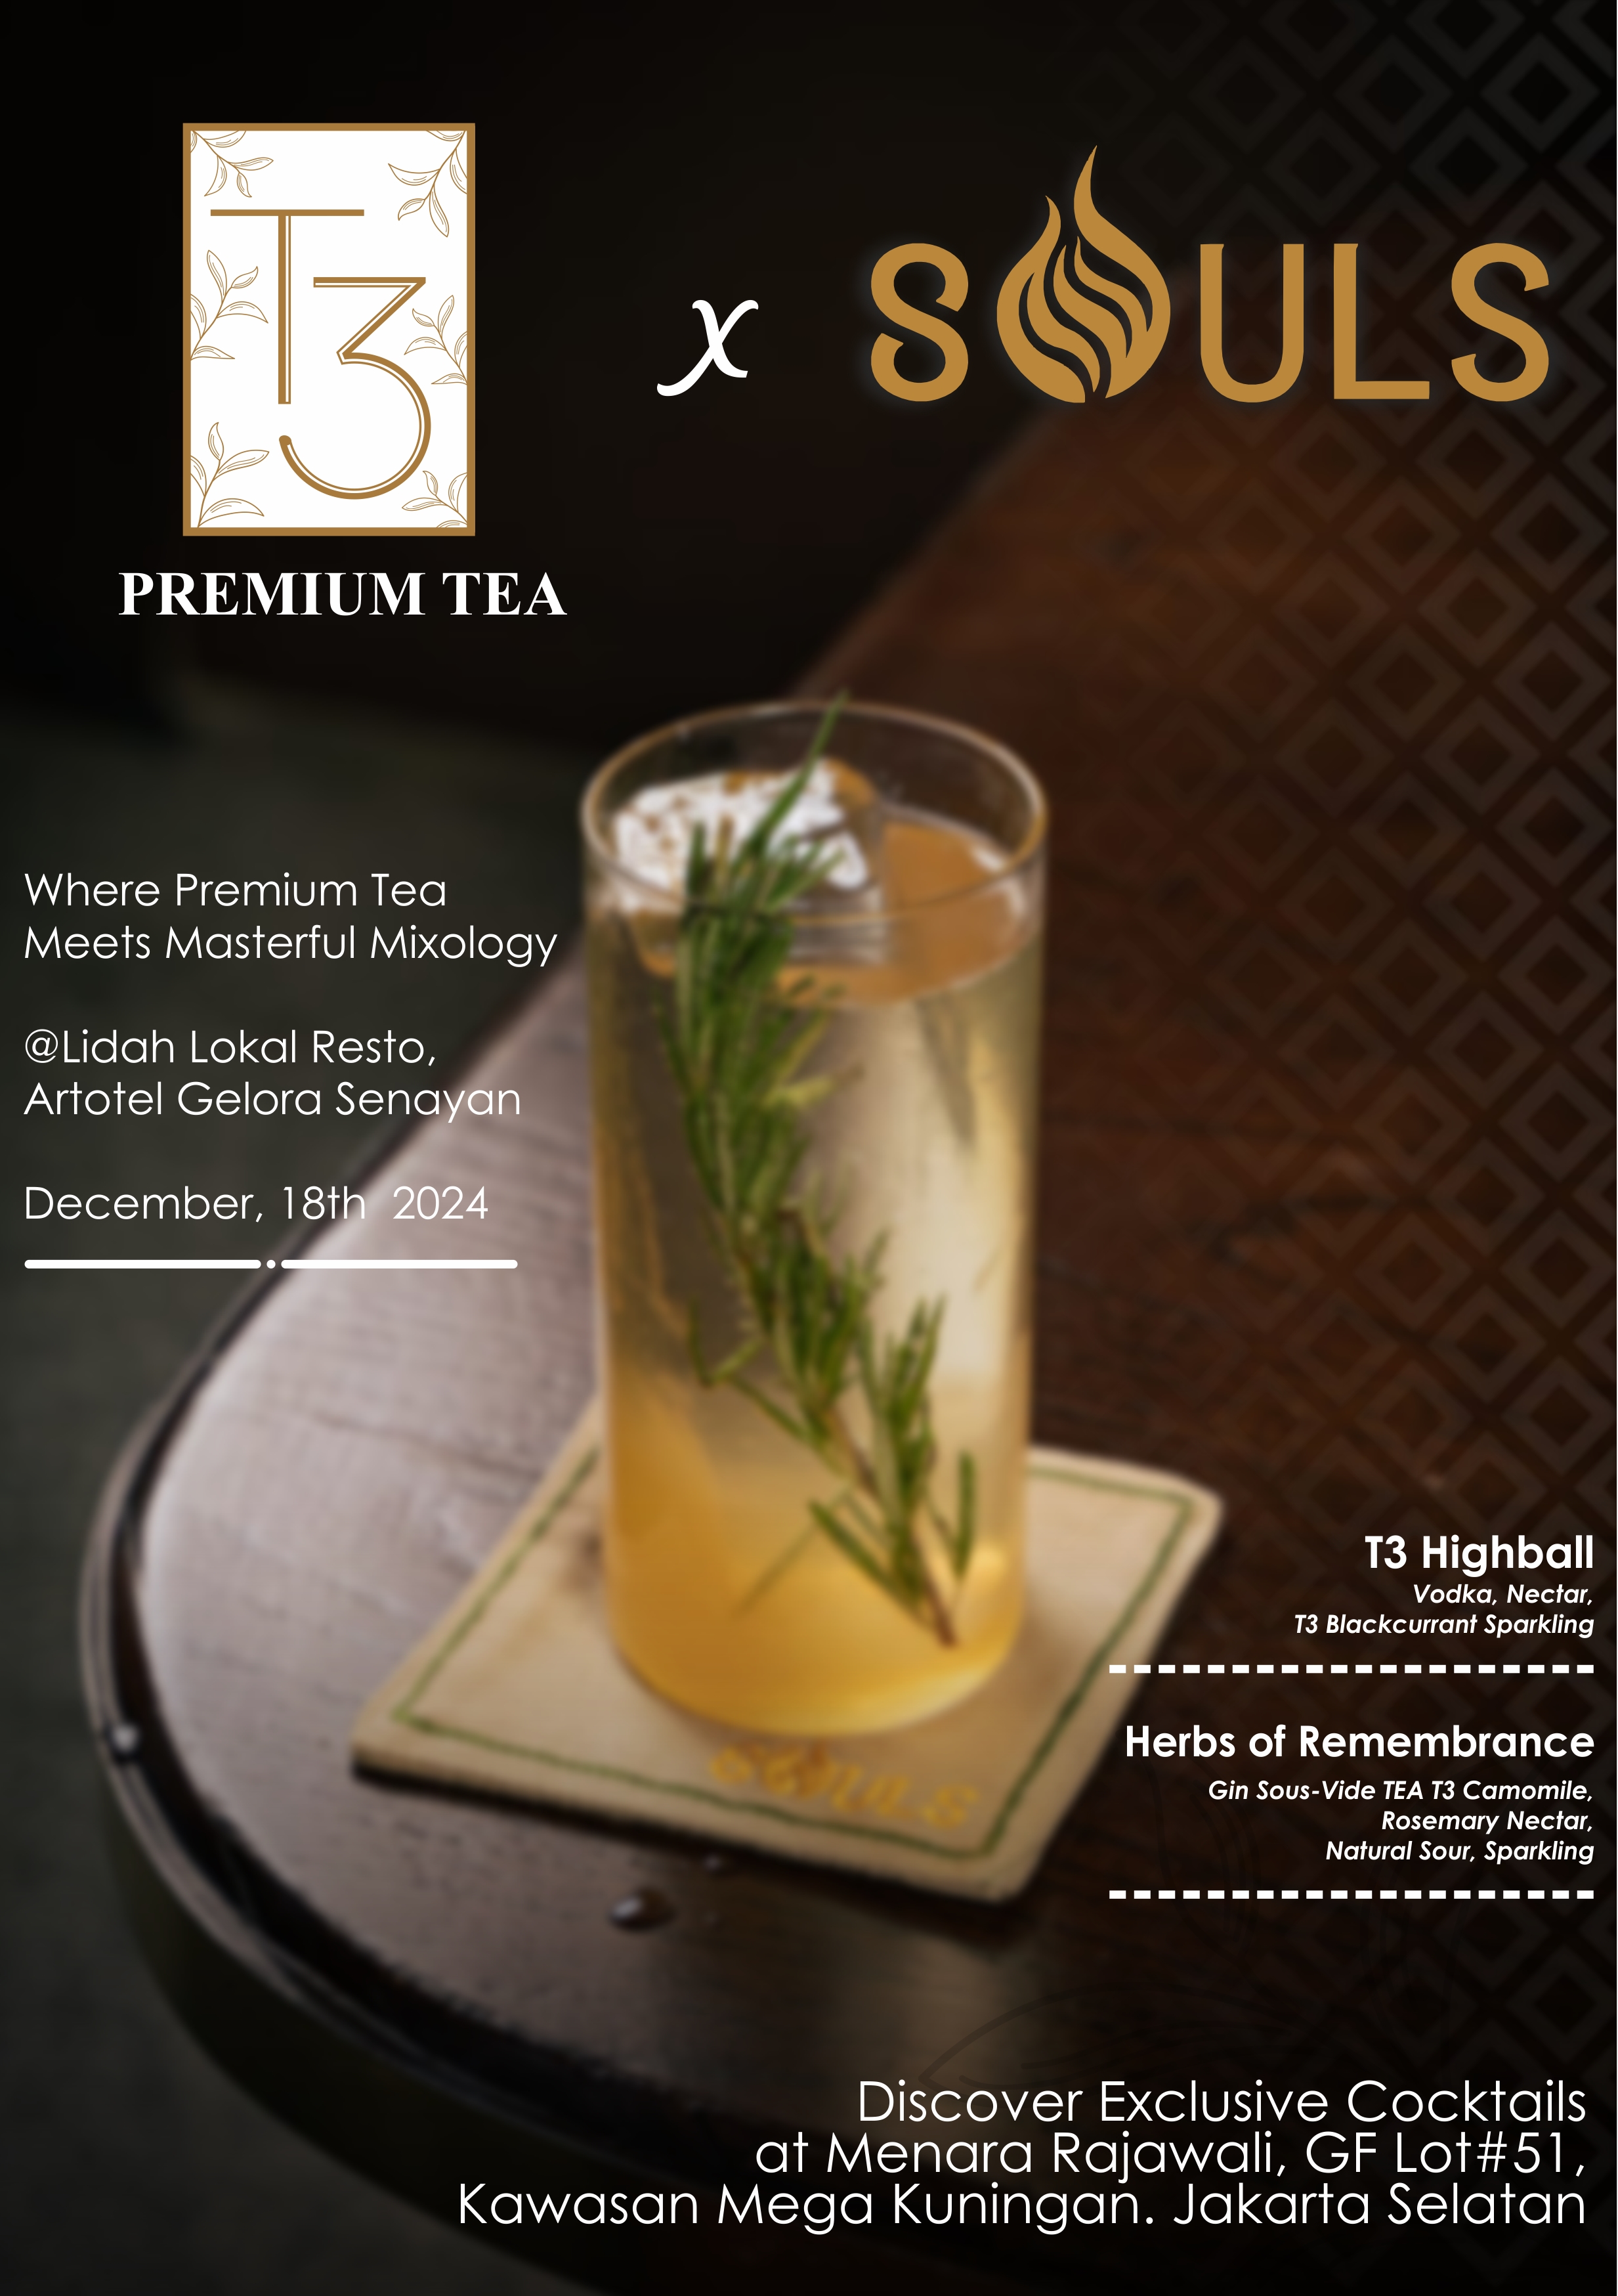 T3
x
SOULS
PREMIUM TEA
Where Premium Tea
Meets Masterful Mixology
@Lidah Lokal Resto,
Artotel Gelora Senayan
December, 18th 2024
T3 Highball
Vodka, Nectar,
T3 Blackcurrant Sparkling
Herbs of Remembrance
Gin Sous-Vide TEA T3 Camomile,
Rosemary Nectar,
Natural Sour, Sparkling
SOULS
Discover Exclusive Cocktails
at Menara Rajawali, GF Lot#51,
Kawasan Mega Kuningan. Jakarta Selatan